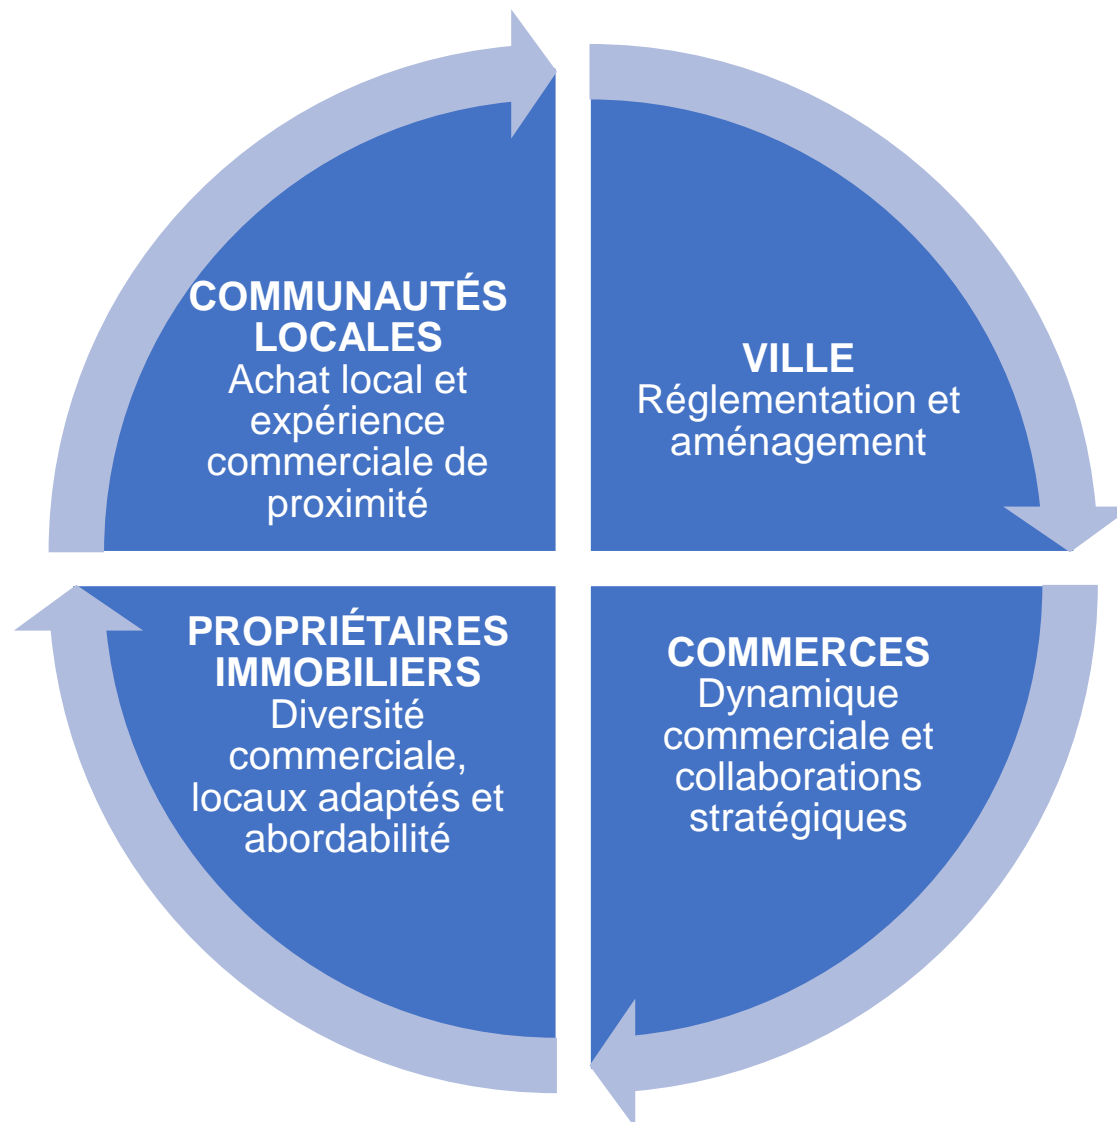 COMMUNAUTÉS
LOCALES
Achat local et
expérience
commerciale de
proximité
VILLE
Réglementation et
aménagement
PROPRIÉTAIRES
IMMOBILIERS
Diversité
commerciale,
locaux adaptés et
abordabilité
COMMERCES
Dynamique
commerciale et
collaborations
stratégiques